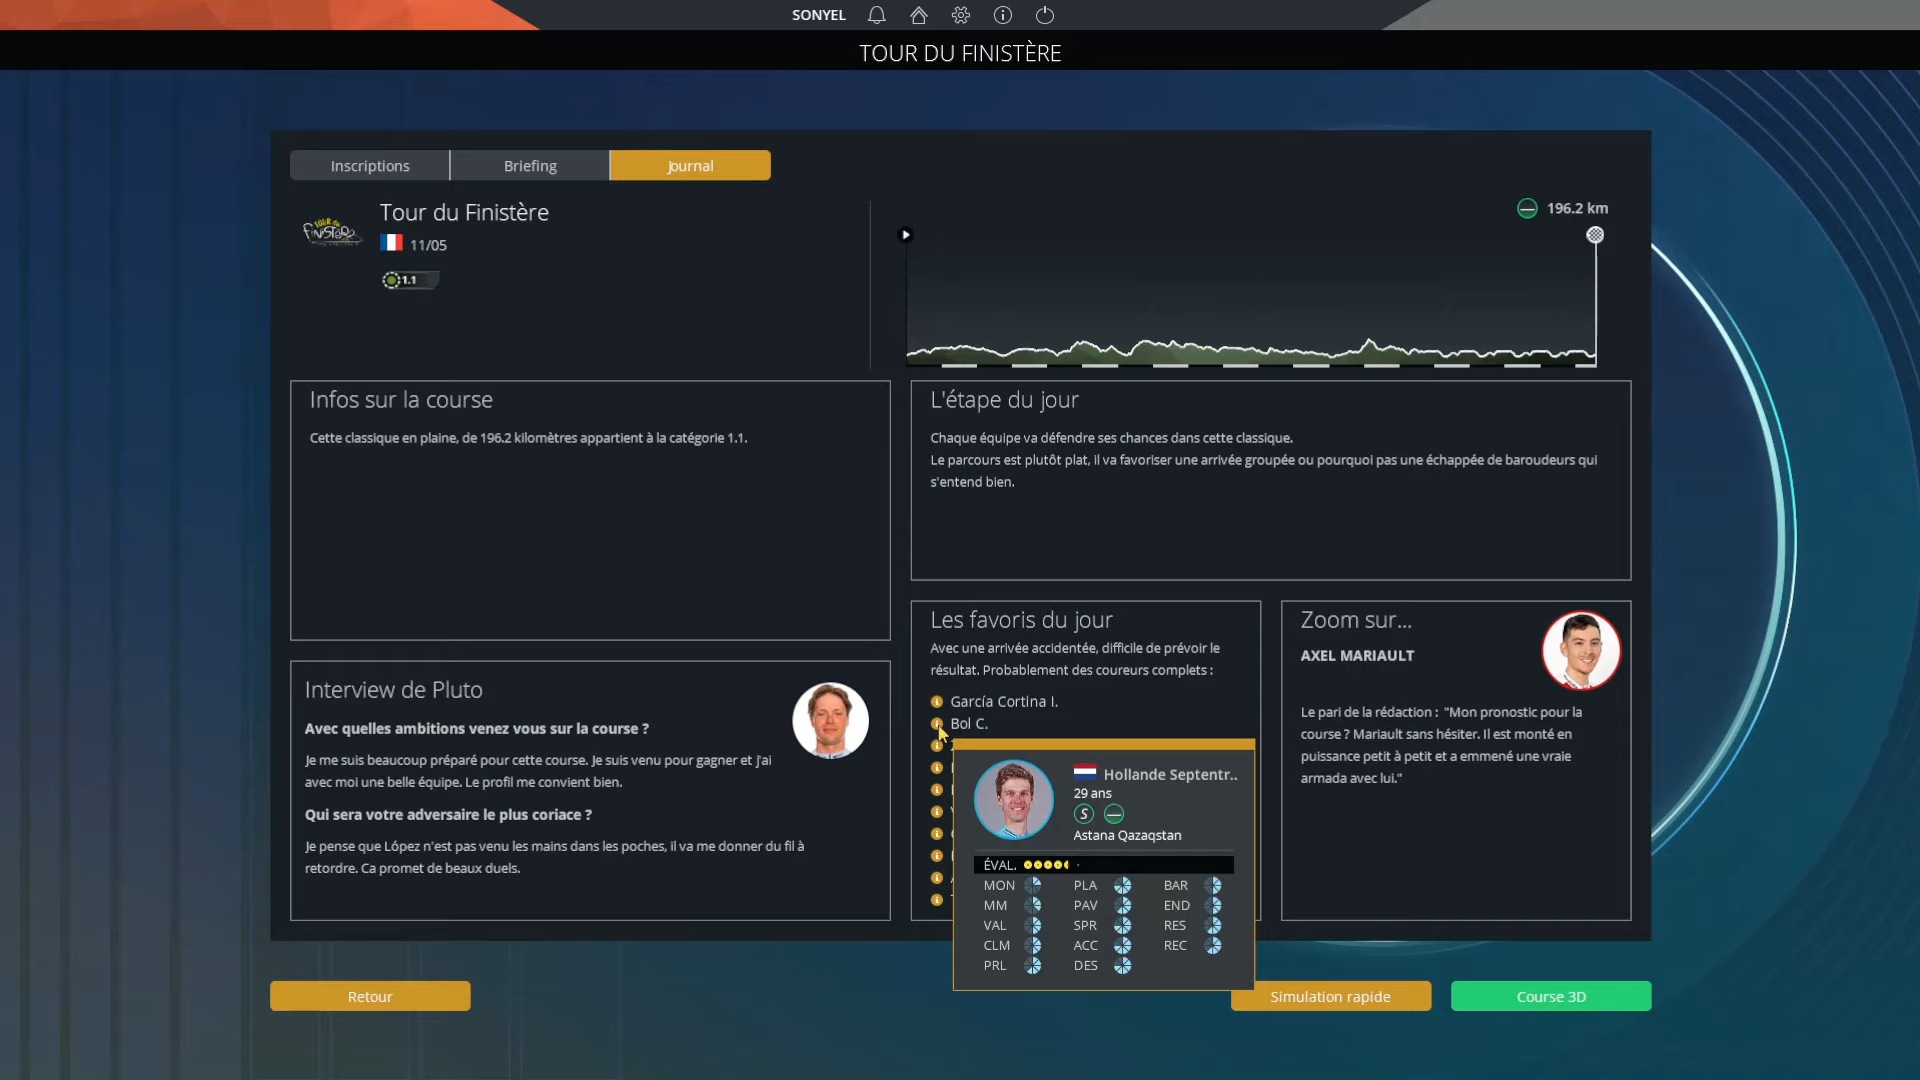 SONYEL
TOUR DU FINISTÈRE
Inscriptions
Briefing
Journal
TOUR du
FiNiSTÈRE
Tour du Finistère
11/05
1.1
196.2 km
Infos sur la course
Cette classique en plaine, de 196.2 kilomètres appartient à la catégorie 1.1.
L'étape du jour
Chaque équipe va défendre ses chances dans cette classique.
Le parcours est plutôt plat, il va favoriser une arrivée groupée ou pourquoi pas une échappée de baroudeurs qui
s'entend bien.
Interview de Pluto
Avec quelles ambitions venez vous sur la course ?
Je me suis beaucoup préparé pour cette course. Je suis venu pour gagner et j'ai
avec moi une belle équipe. Le profil me convient bien.
Qui sera votre adversaire le plus coriace ?
Je pense que López n'est pas venu les mains dans les poches, il va me donner du fil à
retordre. Ca promet de beaux duels.
Les favoris du jour
Avec une arrivée accidentée, difficile de prévoir le
résultat. Probablement des coureurs complets :
García Cortina I.
Bol C.
Hollande Septentr..
29 ans
S
Astana Qazaqstan
ÉVAL.
MON PLA BAR
MM PAV END
VAL SPR RES
CLM ACC REC
PRL DES
Zoom sur...
AXEL MARIAULT
Le pari de la rédaction : "Mon pronostic pour la
course ? Mariault sans hésiter. Il est monté en
puissance petit à petit et a emmené une vraie
armada avec lui."
Retour
Simulation rapide
Course 3D